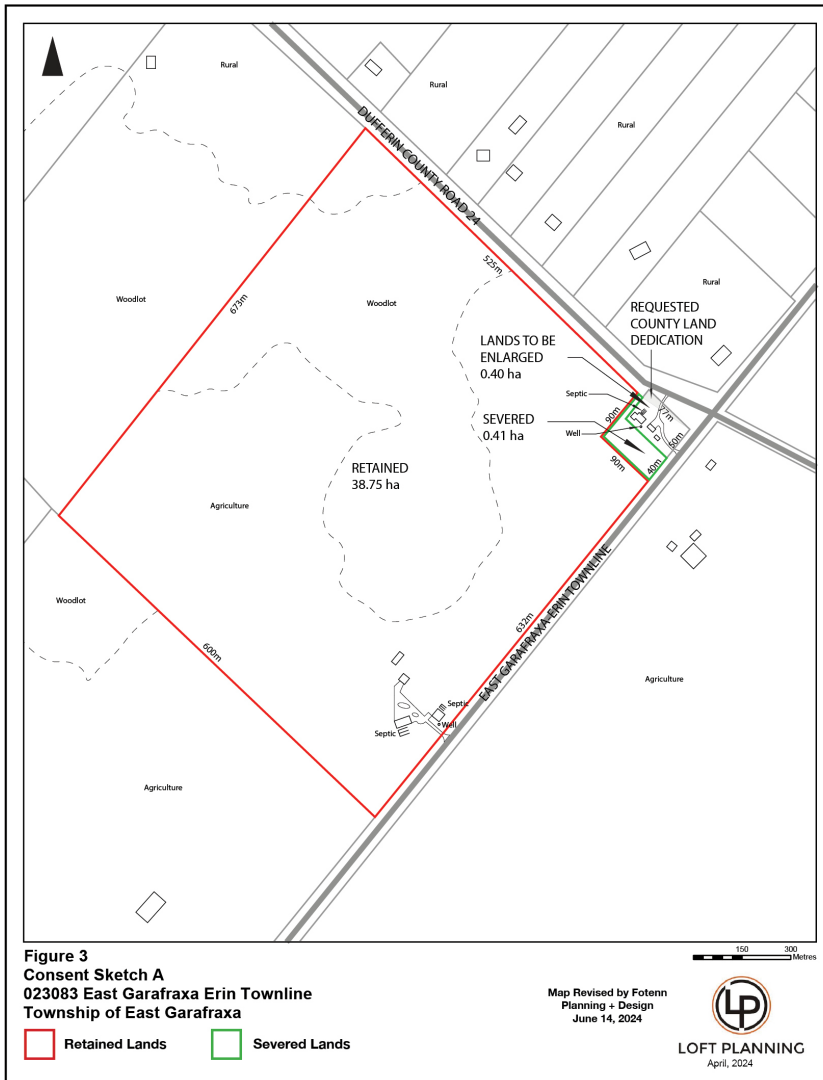 Rural
Rural
Rural
DUFFERIN COUNTY ROAD 24
525m
673m
Woodlot
Woodlot
Rural
REQUESTED
COUNTY LAND
DEDICATION
LANDS TO BE
ENLARGED
0.40 ha
Septic
SEVERED
0.41 ha
Well
90m
77m
50m
40m
90m
RETAINED
38.75 ha
Agriculture
Woodlot
600m
632m
EAST GARAFRAXA-ERIN TOWNLINE
Agriculture
Septic
Well
Septic
Agriculture
Figure 3
Consent Sketch A
023083 East Garafraxa Erin Townline
Township of East Garafraxa
Retained Lands
Severed Lands
150 300
Metres
Map Revised by Fotenn
Planning + Design
June 14, 2024
LP
LOFT PLANNING
April, 2024